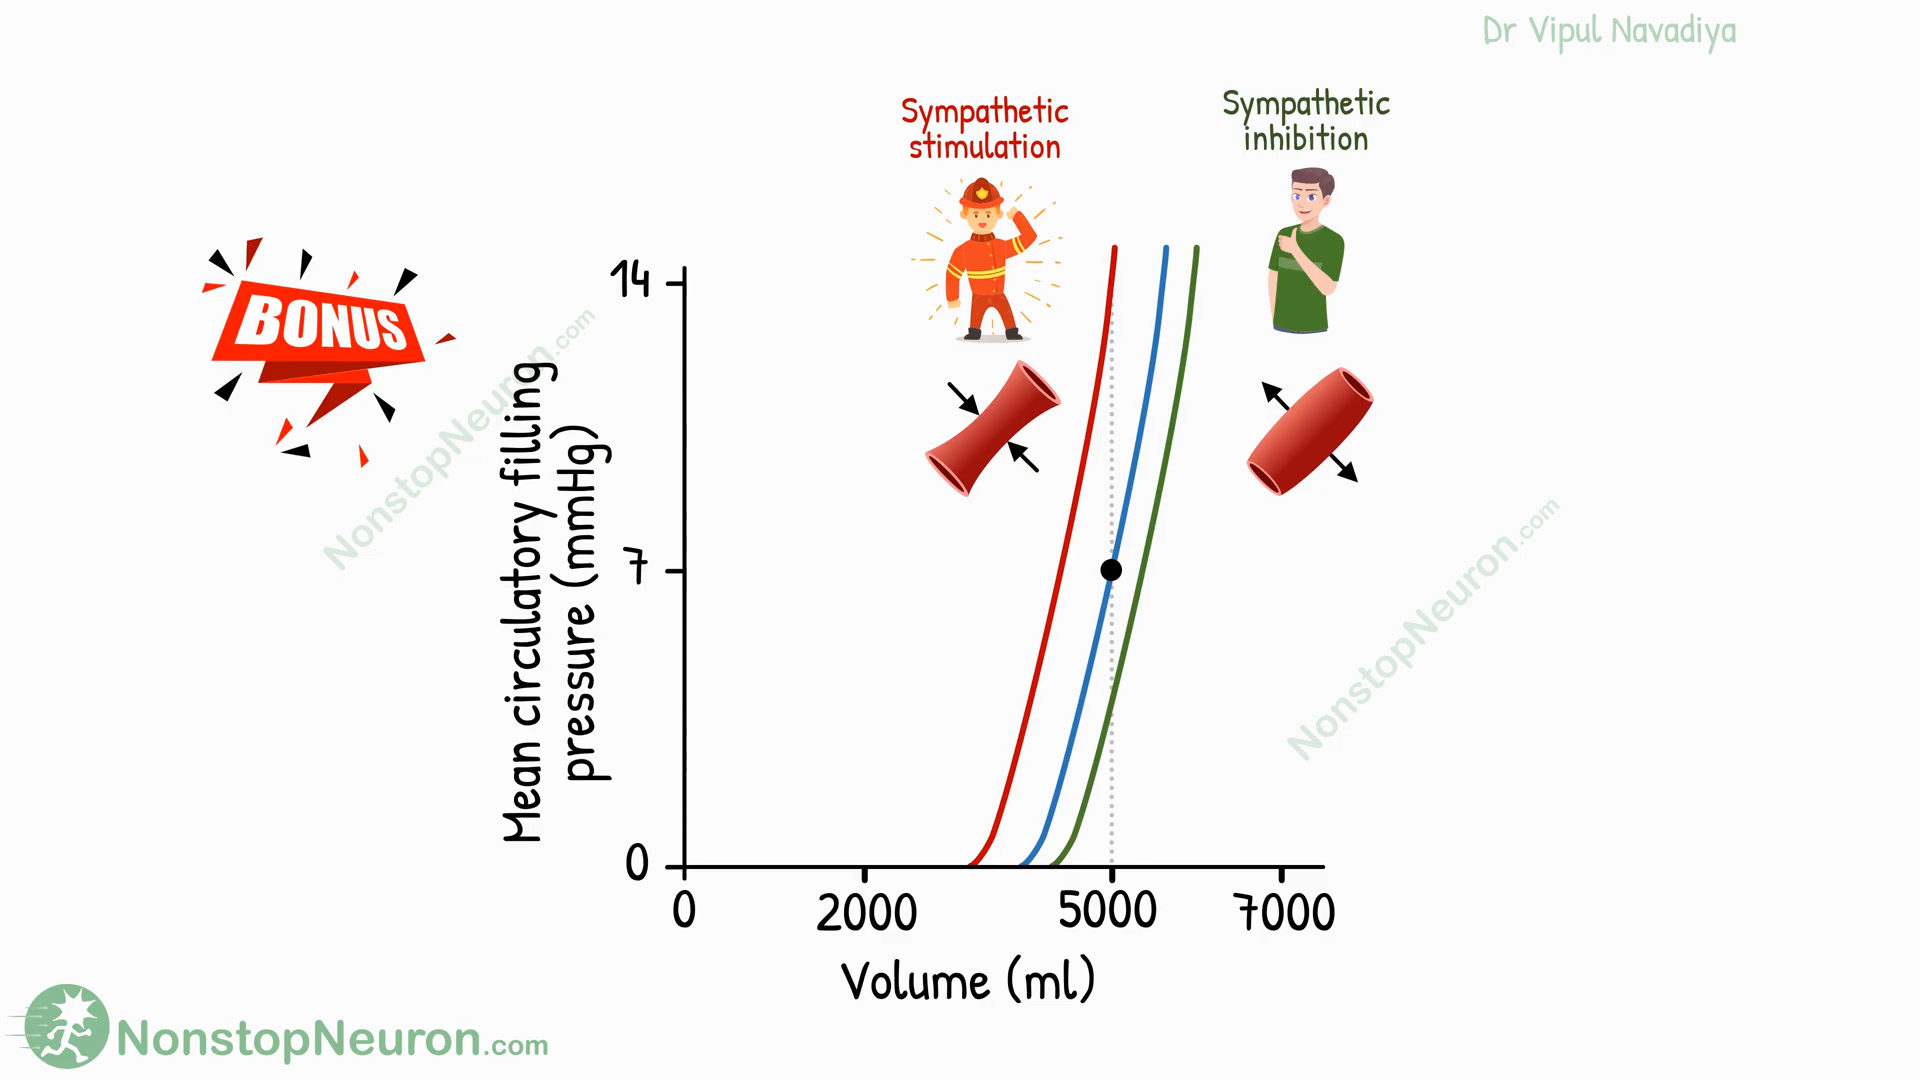 Dr Vipul Navadiya
Sympathetic
stimulation
Sympathetic
inhibition
BONUS
14
7
0
Mean circulatory filling
pressure (mmHg)
0
2000
5000
7000
Volume (ml)
NonstopNeuron.com
NonstopNeuron.com
NonstopNeuron.com